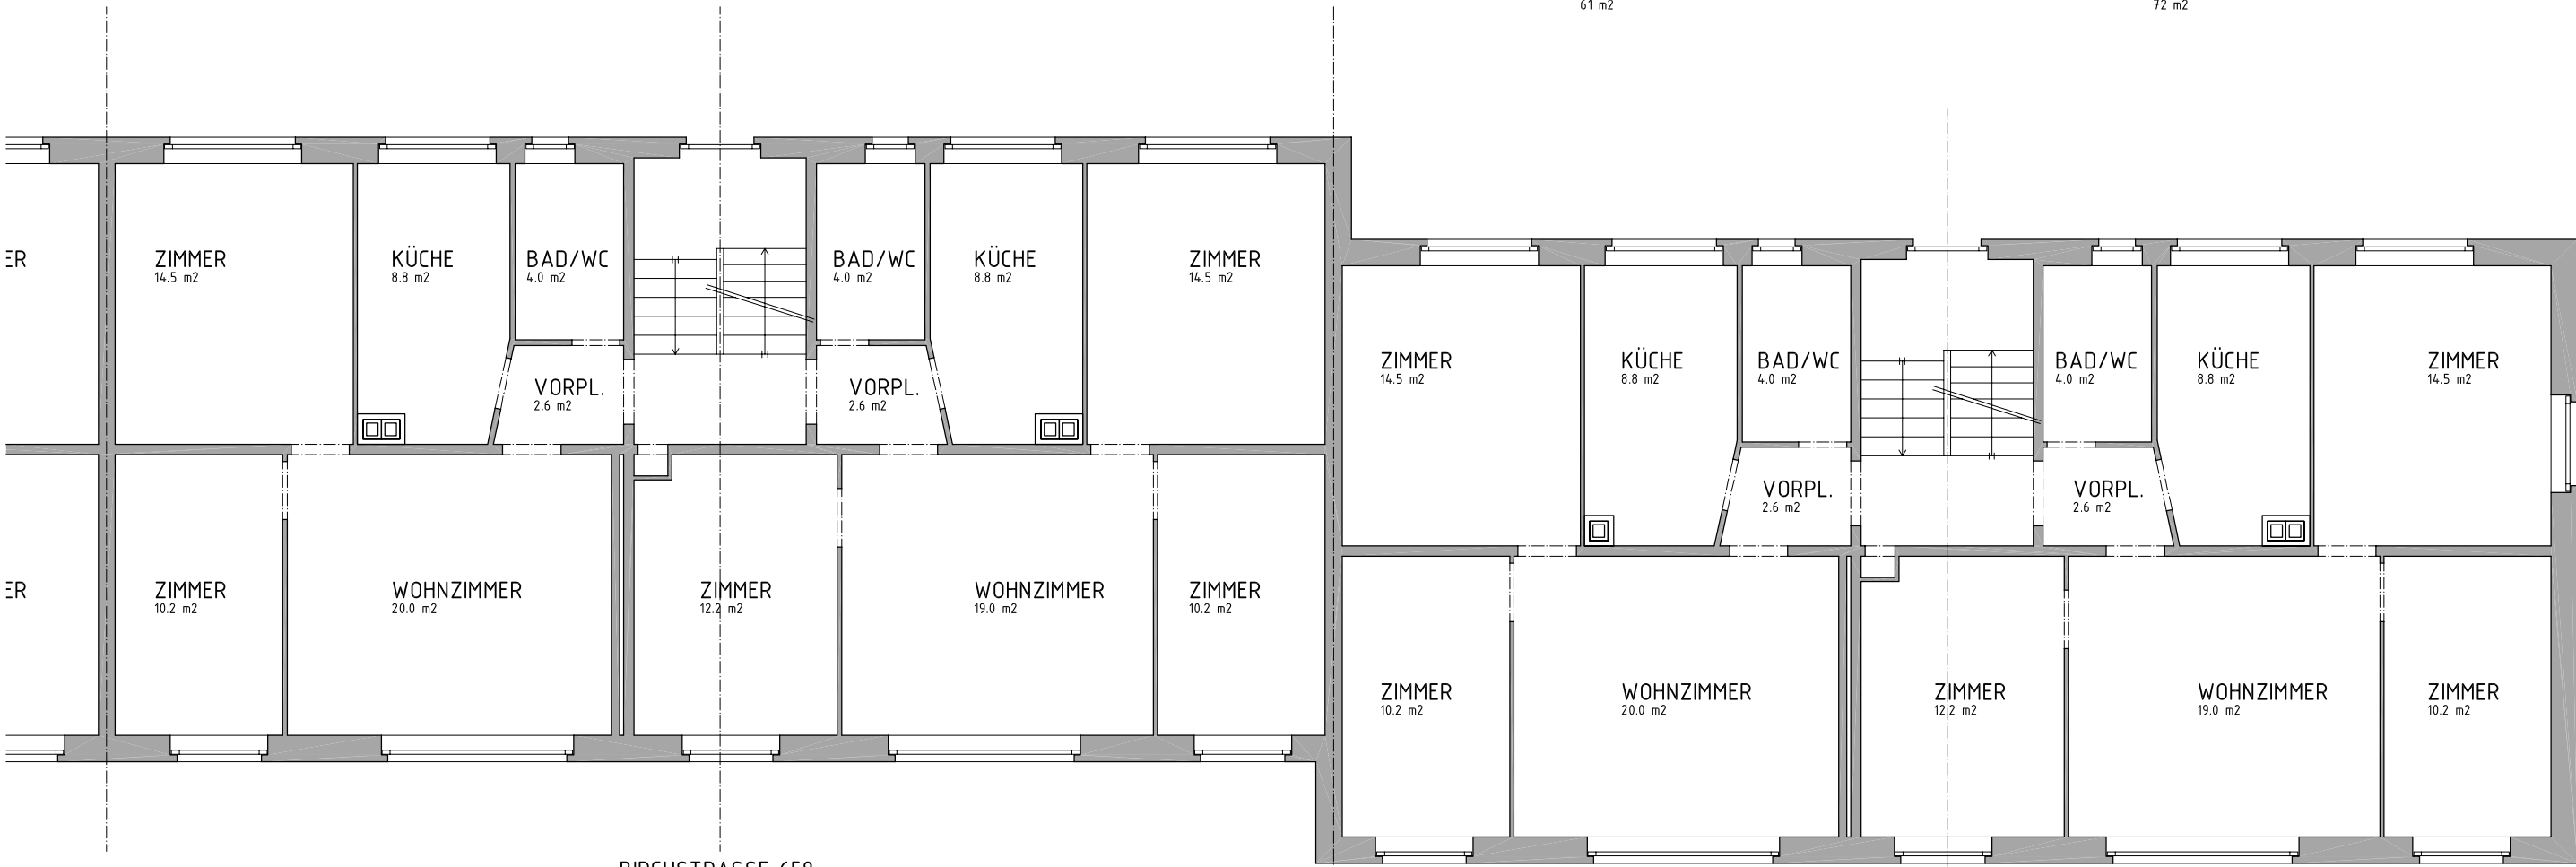 61 m2
72 m2
ZIMMER
14.5 m2
KÜCHE
8.8 m2
BAD/WC
4.0 m2
BAD/WC
4.0 m2
KÜCHE
8.8 m2
ZIMMER
14.5 m2
VORPL.
2.6 m2
VORPL.
2.6 m2
ZIMMER
10.2 m2
WOHNZIMMER
20.0 m2
ZIMMER
12.2 m2
WOHNZIMMER
19.0 m2
ZIMMER
10.2 m2
ZIMMER
14.5 m2
KÜCHE
8.8 m2
BAD/WC
4.0 m2
BAD/WC
4.0 m2
KÜCHE
8.8 m2
ZIMMER
14.5 m2
VORPL.
2.6 m2
VORPL.
2.6 m2
ZIMMER
10.2 m2
WOHNZIMMER
20.0 m2
ZIMMER
12.2 m2
WOHNZIMMER
19.0 m2
ZIMMER
10.2 m2